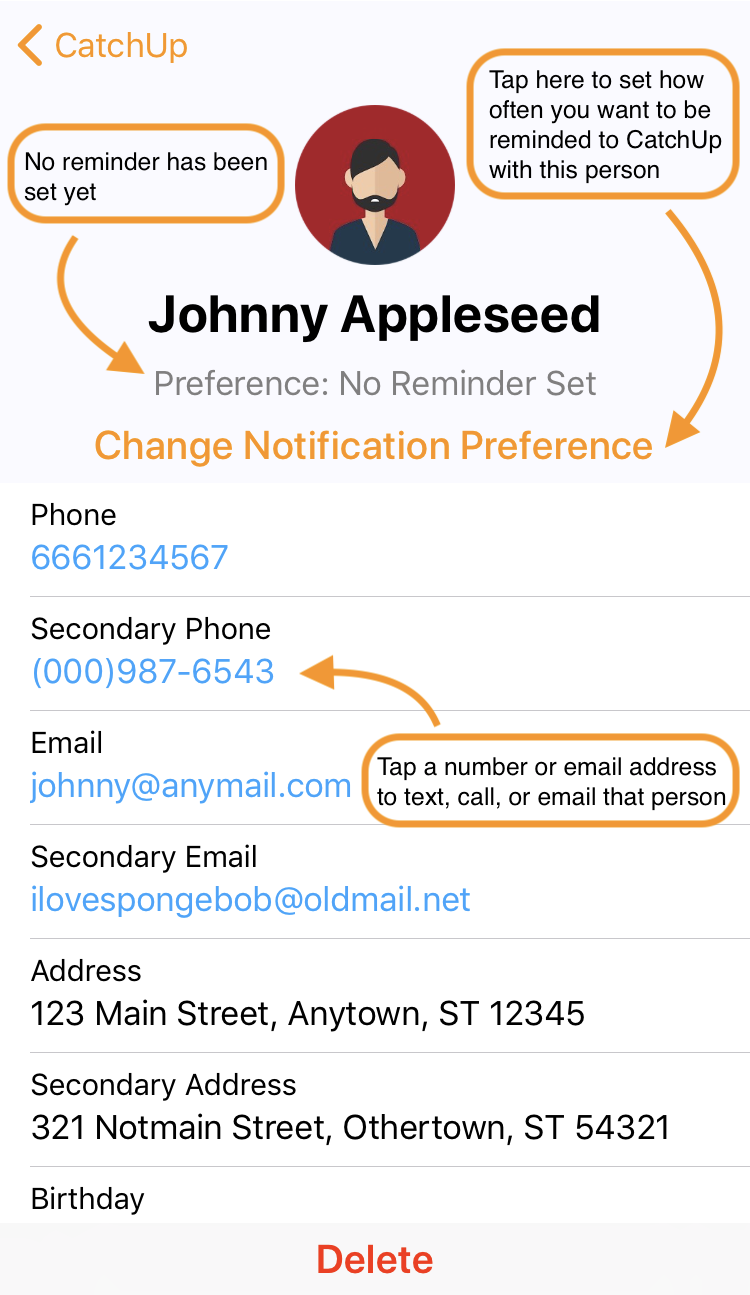 CatchUp
Tap here to set how
often you want to be
reminded to CatchUp
with this person
No reminder has been
set yet
Johnny Appleseed
Preference: No Reminder Set
Change Notification Preference
Phone
6661234567
Secondary Phone
(000)987-6543
Email
johnny@anymail.com
Tap a number or email address
to text, call, or email that person
Secondary Email
ilovespongebob@oldmail.net
Address
123 Main Street, Anytown, ST 12345
Secondary Address
321 Notmain Street, Othertown, ST 54321
Birthday
Delete